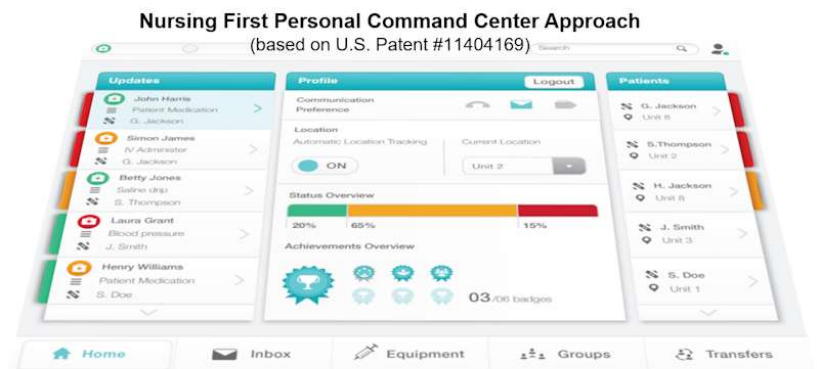 Nursing First Personal Command Center Approach
(based on U.S. Patent #11404169)
Search
Updates
John Harris
Patient Medication
G. Jackson
Simon James
IV Administer
G. Jackson
Betty Jones
Saline drip
S. Thompson
Laura Grant
Blood pressure
J. Smith
Henry Williams
Patient Medication
S. Doe
Profile
Logout
Communication
Preference
Location
Automatic Location Tracking
Current Location
ON
Unit 2
Status Overview
20% 65% 15%
Achievements Overview
03/06 badges
Patients
G. Jackson
Unit 8
S.Thompson
Unit 2
H. Jackson
Unit 8
J. Smith
Unit 3
S. Doe
Unit 1
Home
Inbox
Equipment
Groups
Transfers